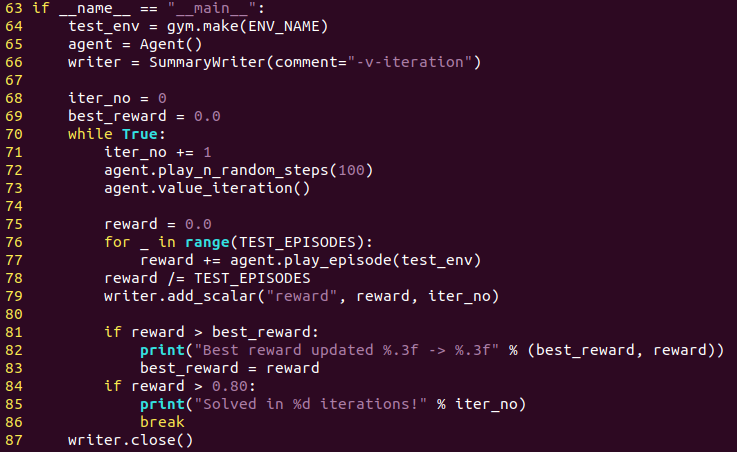 63 if __name__ == "__main__":
64     test_env = gym.make(ENV_NAME)
65     agent = Agent()
66     writer = SummaryWriter(comment="-v-iteration")
67
68     iter_no = 0
69     best_reward = 0.0
70     while True:
71         iter_no += 1
72         agent.play_n_random_steps(100)
73         agent.value_iteration()
74
75         reward = 0.0
76         for _ in range(TEST_EPISODES):
77             reward += agent.play_episode(test_env)
78         reward /= TEST_EPISODES
79         writer.add_scalar("reward", reward, iter_no)
80
81         if reward > best_reward:
82             print("Best reward updated %.3f -> %.3f" % (best_reward, reward))
83             best_reward = reward
84         if reward > 0.80:
85             print("Solved in %d iterations!" % iter_no)
86             break
87     writer.close()